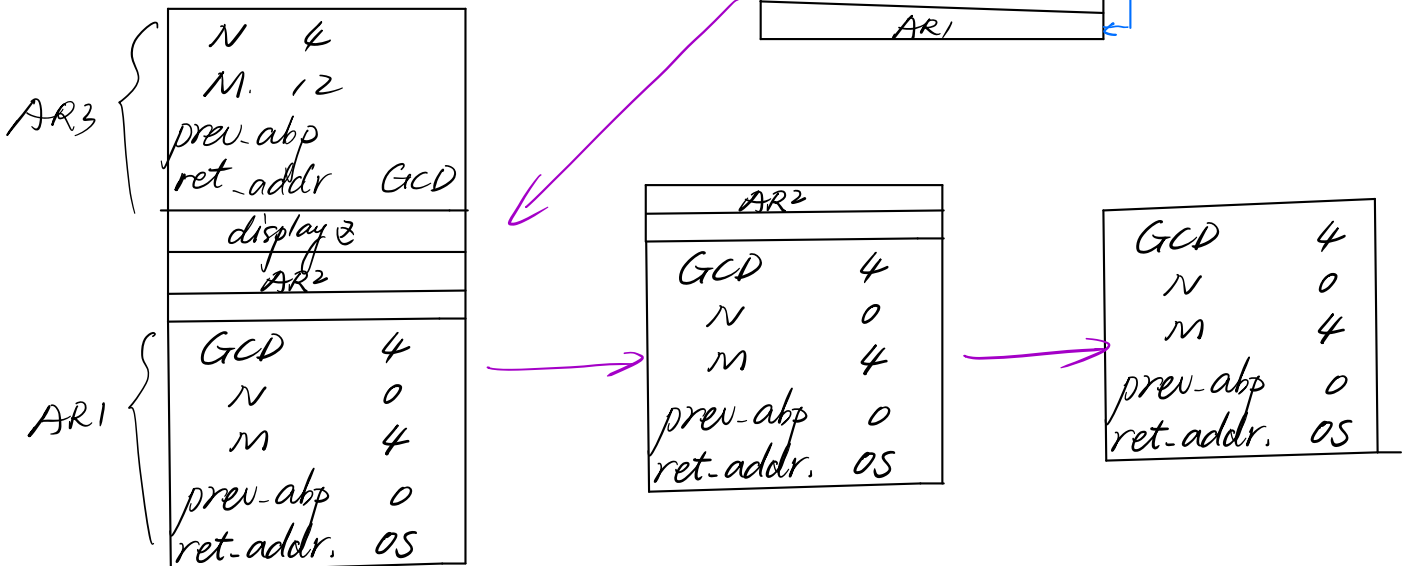 AR1
AR3
N 4
M. 12
prev_abp
ret_addr GCD
display 2
AR2
AR1
GCD 4
N 0
M 4
prev_abp 0
ret_addr. OS
AR2
GCD 4
N 0
M 4
prev_abp 0
ret_addr. OS
GCD 4
N 0
M 4
prev_abp 0
ret_addr. OS